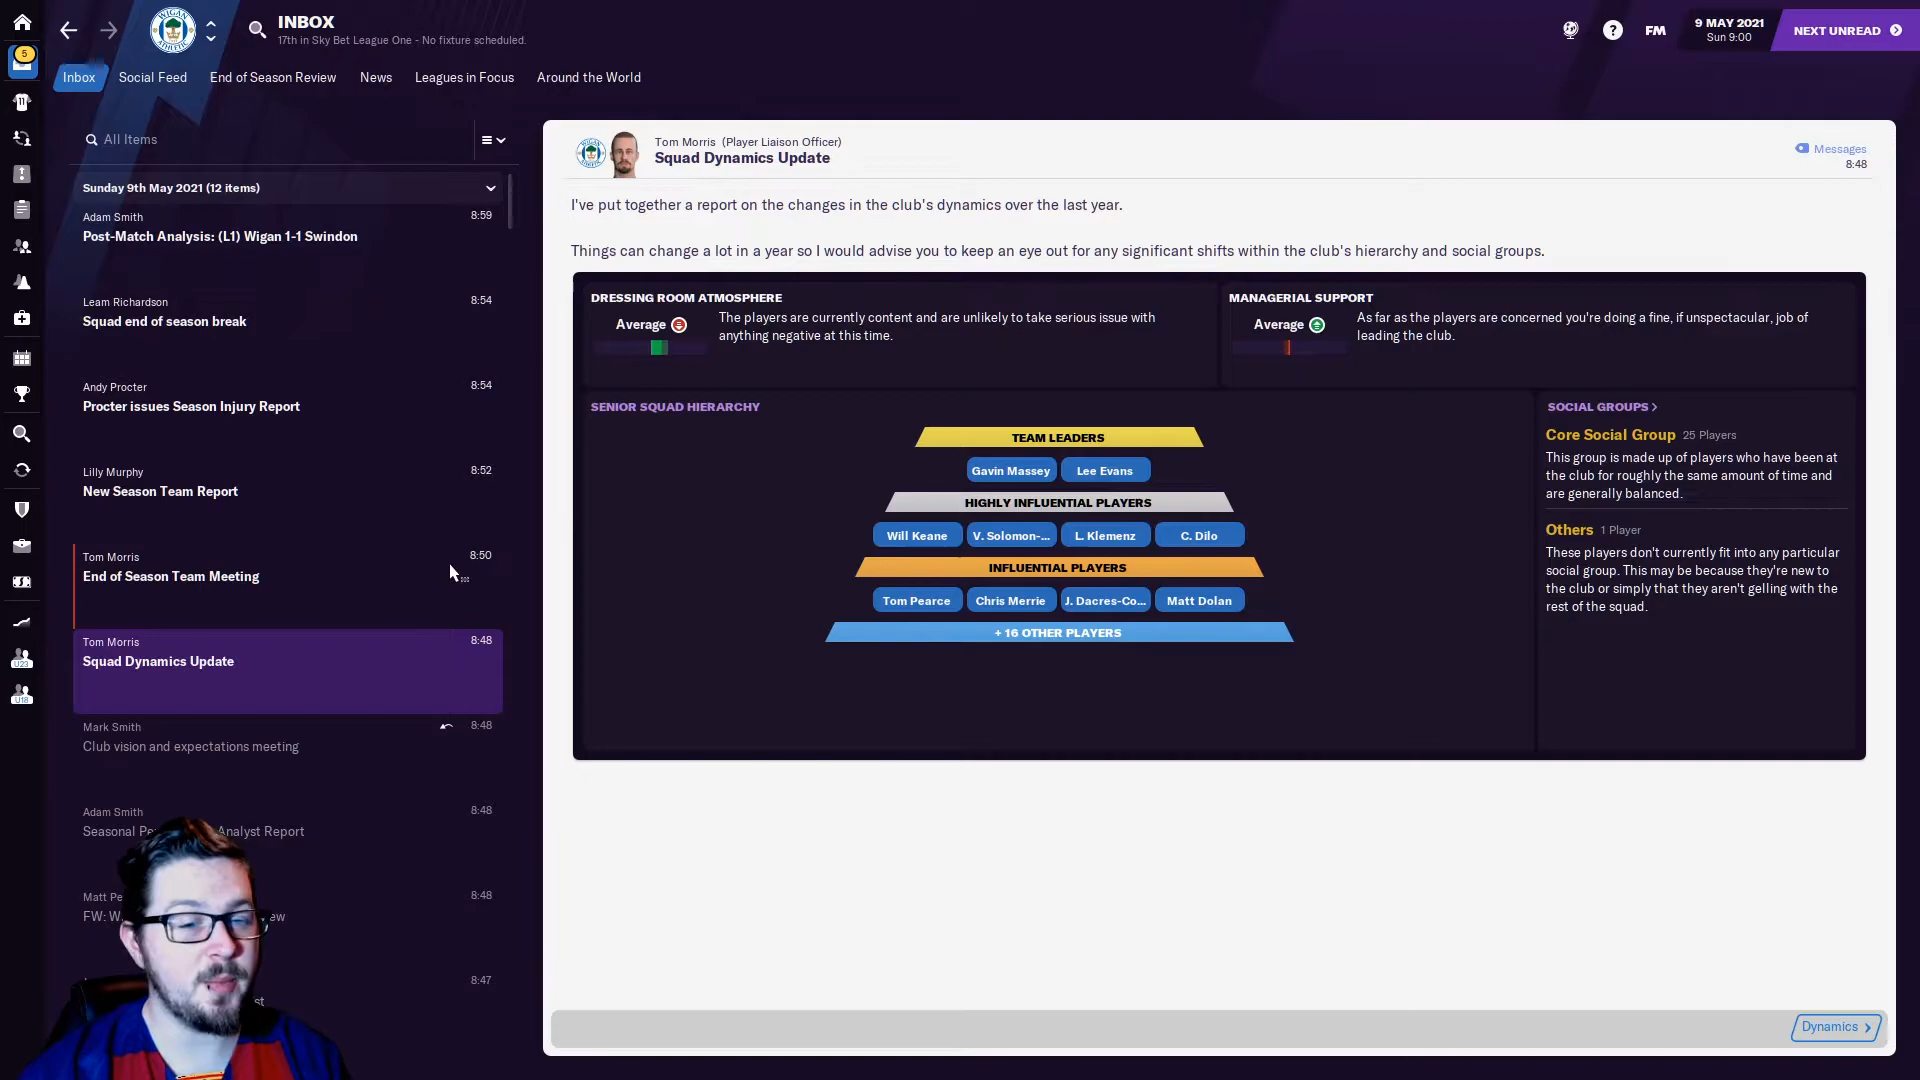 INBOX
17th in Sky Bet League One - No fixture scheduled.
FM
9 MAY 2021
Sun 9:00
NEXT UNREAD
5
Inbox
Social Feed
End of Season Review
News
Leagues in Focus
Around the World
All Items
Sunday 9th May 2021 (12 items)
Adam Smith
8:59
Post-Match Analysis: (L1) Wigan 1-1 Swindon
Leam Richardson
8:54
Squad end of season break
Andy Procter
8:54
Procter issues Season Injury Report
Lilly Murphy
8:52
New Season Team Report
Tom Morris
8:50
End of Season Team Meeting
Tom Morris
8:48
Squad Dynamics Update
Mark Smith
8:48
Club vision and expectations meeting
Adam Smith
8:48
Seasonal
Analyst Report
Matt
8:48
FW:
8:47
U23
U18
WIGAN
ATHLETIC
Tom Morris (Player Liaison Officer)
Squad Dynamics Update
Messages
8:48
I've put together a report on the changes in the club's dynamics over the last year.
Things can change a lot in a year so I would advise you to keep an eye out for any significant shifts within the club's hierarchy and social groups.
DRESSING ROOM ATMOSPHERE
Average
The players are currently content and are unlikely to take serious issue with
anything negative at this time.
MANAGERIAL SUPPORT
Average
As far as the players are concerned you're doing a fine, if unspectacular, job of
leading the club.
SENIOR SQUAD HIERARCHY
TEAM LEADERS
Gavin Massey
Lee Evans
HIGHLY INFLUENTIAL PLAYERS
Will Keane
V. Solomon-...
L. Klemenz
C. Dilo
INFLUENTIAL PLAYERS
Tom Pearce
Chris Merrie
J. Dacres-Co...
Matt Dolan
+ 16 OTHER PLAYERS
SOCIAL GROUPS >
Core Social Group 25 Players
This group is made up of players who have been at
the club for roughly the same amount of time and
are generally balanced.
Others 1 Player
These players don't currently fit into any particular
social group. This may be because they're new to
the club or simply that they aren't gelling with the
rest of the squad.
Dynamics >